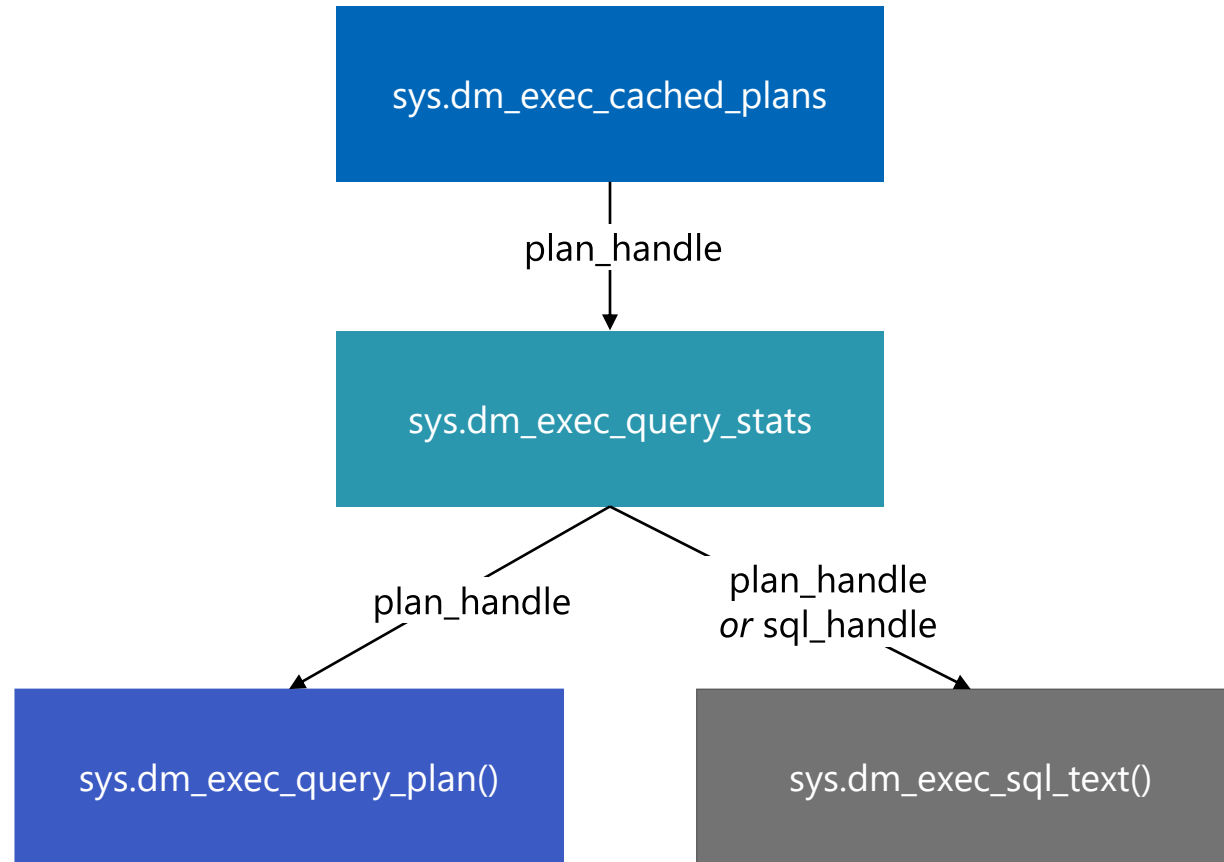 sys.dm_exec_cached_plans
plan_handle
sys.dm_exec_query_stats
plan_handle
plan_handle
or sql_handle
sys.dm_exec_query_plan()
sys.dm_exec_sql_text()